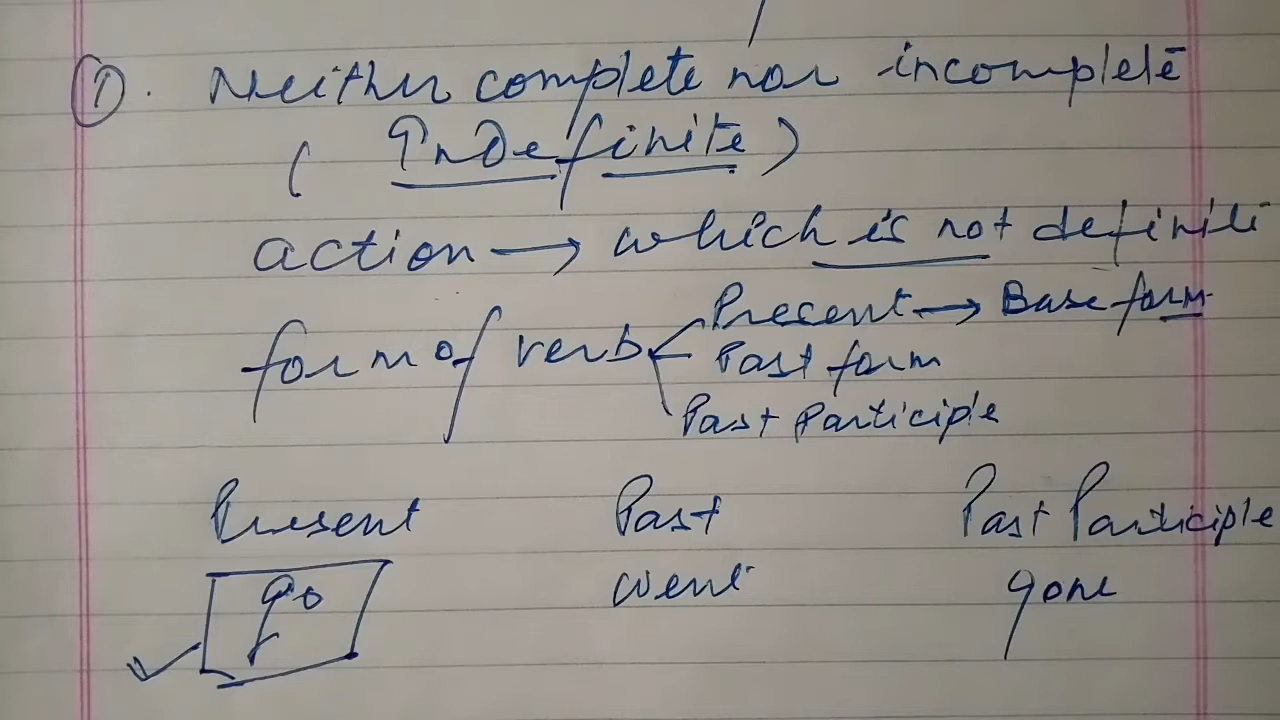 ① . Neither complete nor incomplete
( InDefinite )
action → which is not definite
form of verb Present → Base form
Past form
Past Participle
Present Past Past Participle
go went gone